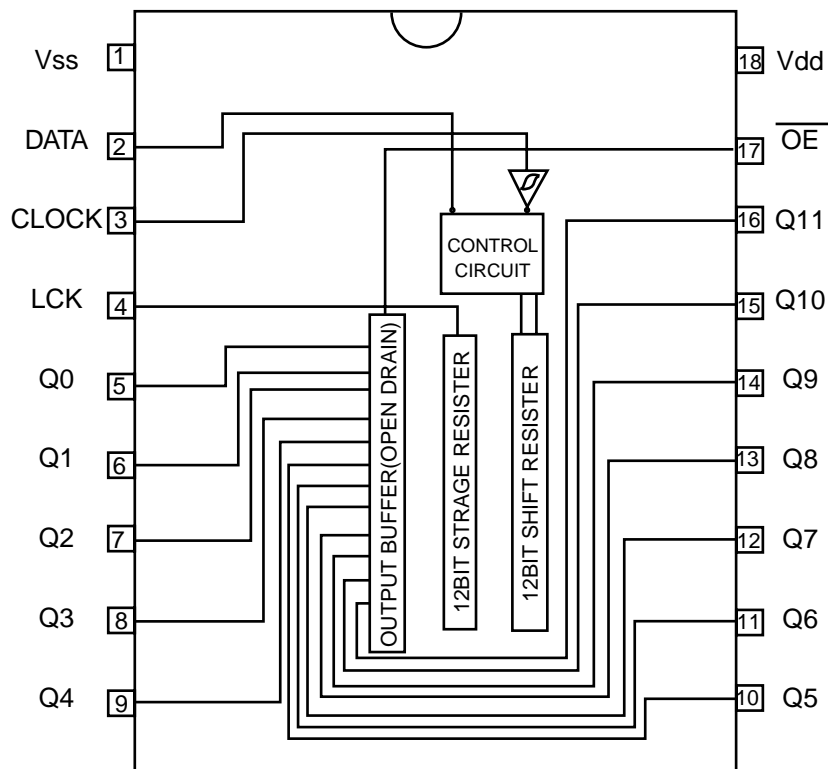 Vss 1
18 Vdd
DATA 2
17 OE
CLOCK 3
16 Q11
CONTROL
CIRCUIT
LCK 4
15 Q10
Q0 5
14 Q9
Q1 6
13 Q8
Q2 7
12 Q7
Q3 8
11 Q6
Q4 9
10 Q5
OUTPUT BUFFER(OPEN DRAIN)
12BIT STRAGE RESISTER
12BIT SHIFT RESISTER